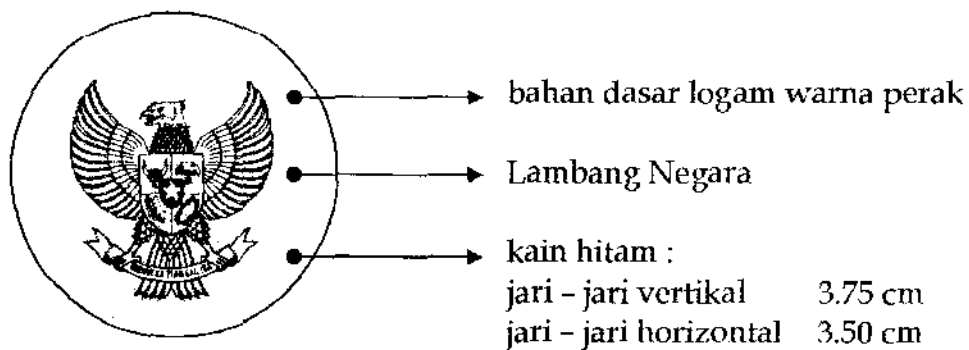 bahan dasar logam warna perak
Lambang Negara
kain hitam :
jari – jari vertikal 3.75 cm
jari – jari horizontal 3.50 cm